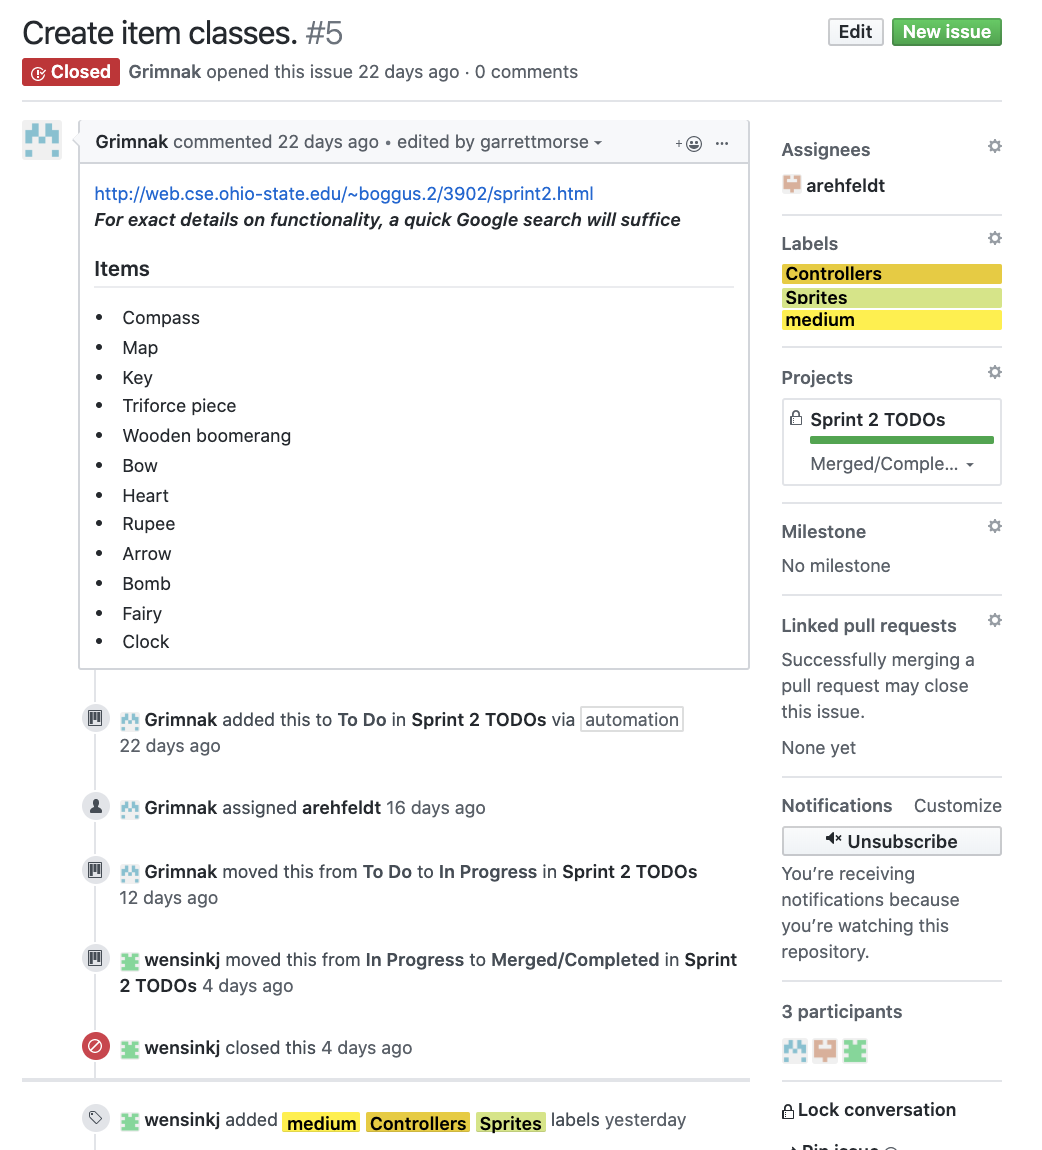 Create item classes. #5
Edit
New issue
Closed
Grimnak opened this issue 22 days ago · 0 comments
Grimnak commented 22 days ago • edited by garrettmorse
http://web.cse.ohio-state.edu/~boggus.2/3902/sprint2.html
For exact details on functionality, a quick Google search will suffice
Items
• Compass
• Map
• Key
• Triforce piece
• Wooden boomerang
• Bow
• Heart
• Rupee
• Arrow
• Bomb
• Fairy
• Clock
Grimnak added this to To Do in Sprint 2 TODOs via automation
22 days ago
Grimnak assigned arehfeldt 16 days ago
Grimnak moved this from To Do to In Progress in Sprint 2 TODOs
12 days ago
wensinkj moved this from In Progress to Merged/Completed in Sprint
2 TODOs 4 days ago
wensinkj closed this 4 days ago
wensinkj added medium Controllers Sprites labels yesterday
Assignees
arehfeldt
Labels
Controllers
Sprites
medium
Projects
Sprint 2 TODOs
Merged/Comple...
Milestone
No milestone
Linked pull requests
Successfully merging a
pull request may close
this issue.
None yet
Notifications Customize
Unsubscribe
You're receiving
notifications because
you're watching this
repository.
3 participants
Lock conversation
Pin issue